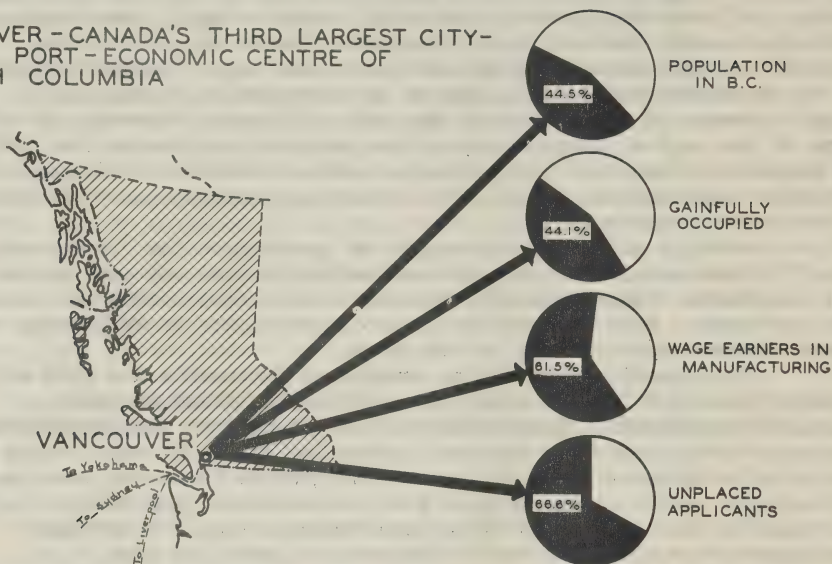 VER - CANADA'S THIRD LARGEST CITY-
PORT - ECONOMIC CENTRE OF
COLUMBIA
POPULATION
IN B.C.
44.5%
GAINFULLY
OCCUPIED
44.1%
WAGE EARNERS IN
MANUFACTURING
61.5%
VANCOUVER
To Yokohama
To Sydney
To Liverpool
UNPLACED
APPLICANTS
66.6%